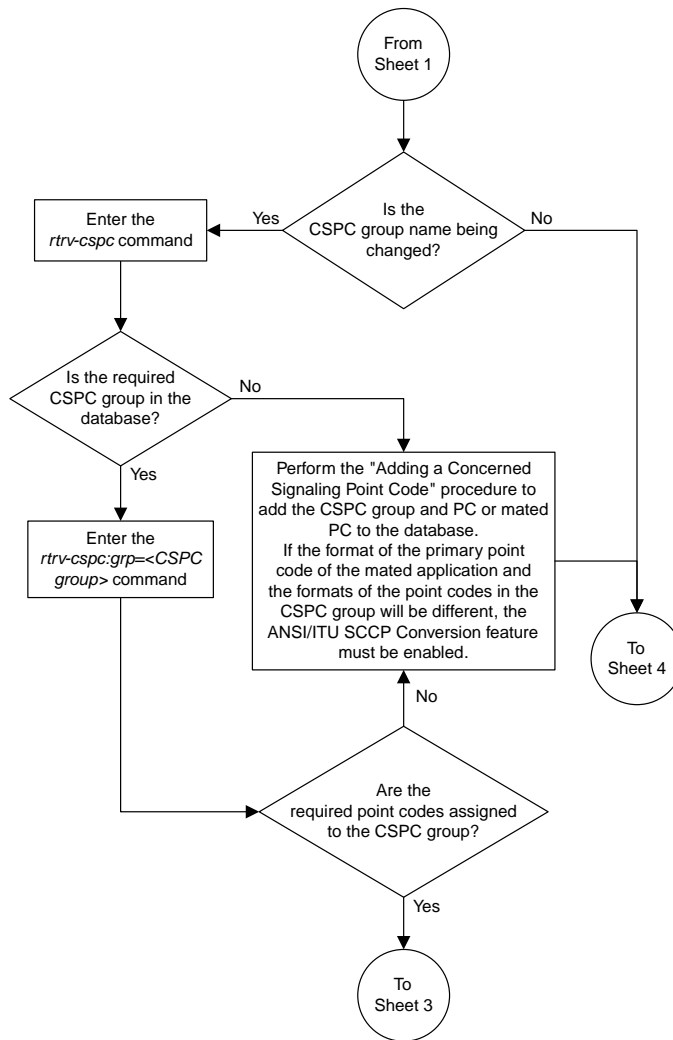 From
Sheet 1
Is the
CSPC group name being
changed?
Yes
No
Enter the
rtrv-cspc command
Is the required
CSPC group in the
database?
No
Yes
Enter the
rtrv-cspc:grp=<CSPC
group> command
Perform the "Adding a Concerned
Signaling Point Code" procedure to
add the CSPC group and PC or mated
PC to the database.
If the format of the primary point
code of the mated application and
the formats of the point codes in the
CSPC group will be different, the
ANSI/ITU SCCP Conversion feature
must be enabled.
To
Sheet 4
No
Are the
required point codes assigned
to the CSPC group?
Yes
To
Sheet 3